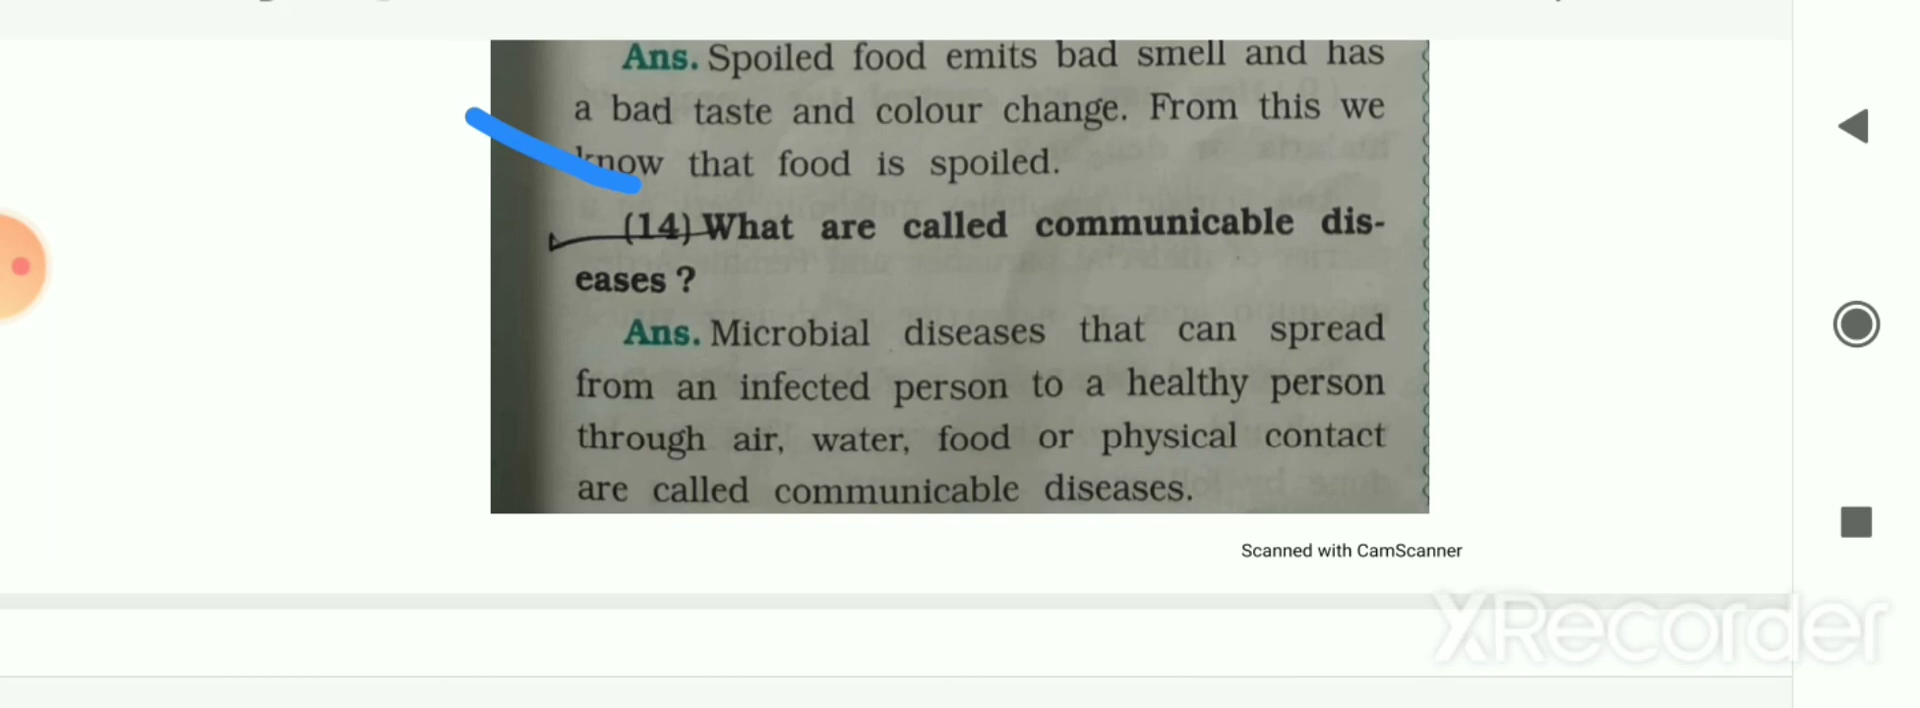 Ans. Spoiled food emits bad smell and has
a bad taste and colour change. From this we
know that food is spoiled.
(14) What are called communicable dis-
eases ?
Ans. Microbial diseases that can spread
from an infected person to a healthy person
through air, water, food or physical contact
are called communicable diseases.
Scanned with CamScanner
XRecorder